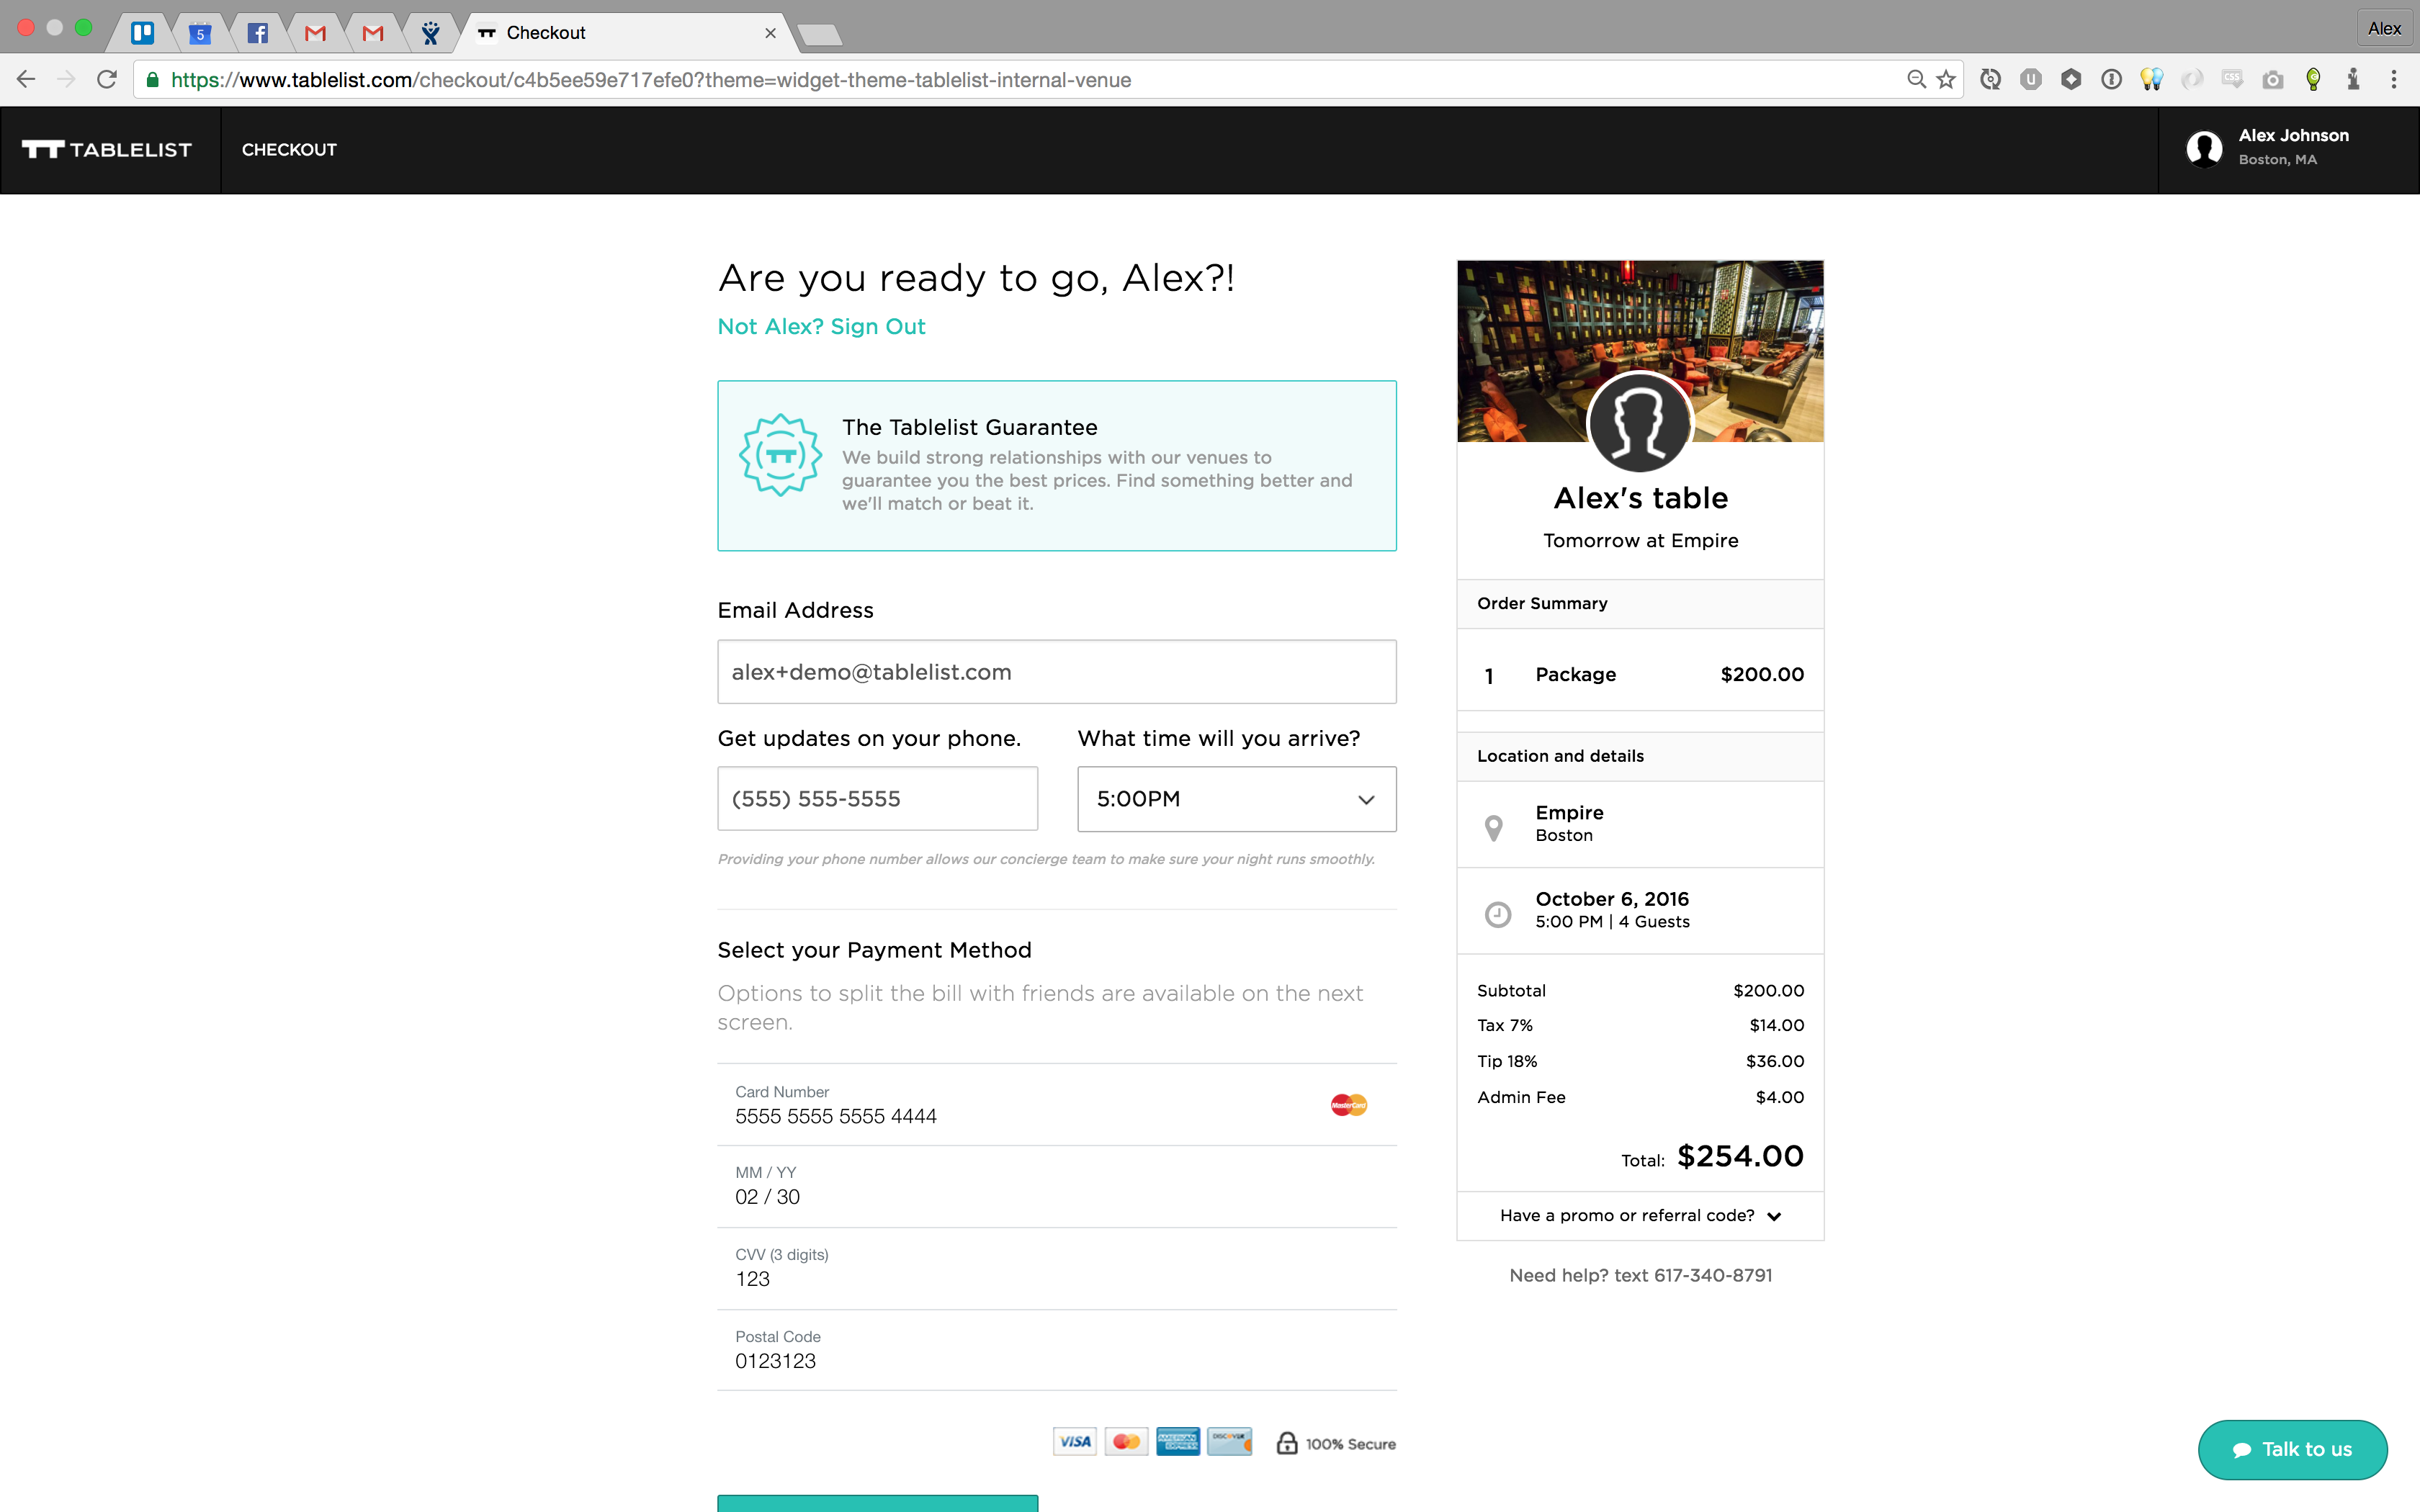 5
Checkout
Alex
https://www.tablelist.com/checkout/c4b5ee59e717efe0?theme=widget-theme-tablelist-internal-venue
TABLELIST
CHECKOUT
Alex Johnson
Boston, MA
Are you ready to go, Alex?!
Not Alex? Sign Out
The Tablelist Guarantee
We build strong relationships with our venues to
guarantee you the best prices. Find something better and
we'll match or beat it.
Email Address
alex+demo@tablelist.com
Get updates on your phone.
What time will you arrive?
(555) 555-5555
5:00PM
Providing your phone number allows our concierge team to make sure your night runs smoothly.
Select your Payment Method
Options to split the bill with friends are available on the next
screen.
Card Number
5555 5555 5555 4444
MasterCard
MM / YY
02 / 30
CVV (3 digits)
123
Postal Code
0123123
VISA
AMERICAN EXPRESS
DISCOVER
100% Secure
Alex's table
Tomorrow at Empire
Order Summary
1 Package $200.00
Location and details
Empire
Boston
October 6, 2016
5:00 PM | 4 Guests
Subtotal $200.00
Tax 7% $14.00
Tip 18% $36.00
Admin Fee $4.00
Total: $254.00
Have a promo or referral code?
Need help? text 617-340-8791
Talk to us